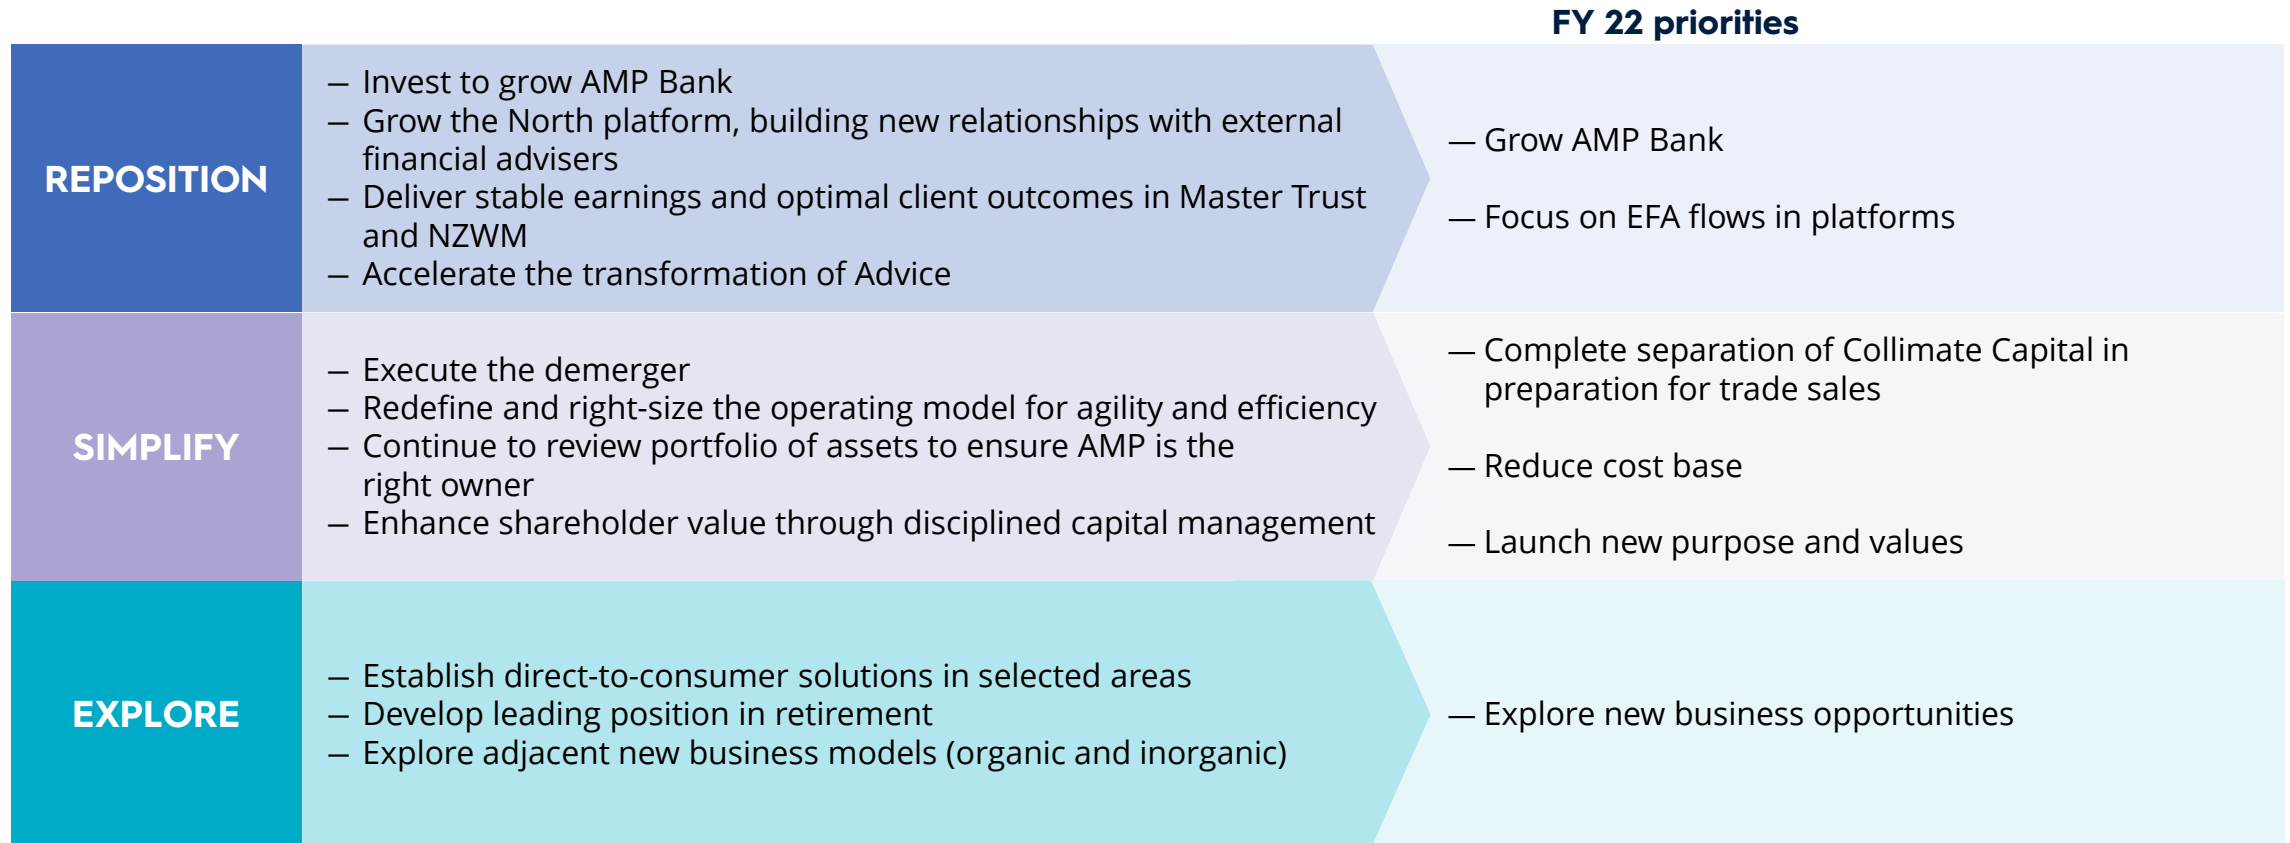 FY 22 priorities
REPOSITION
— Invest to grow AMP Bank
— Grow the North platform, building new relationships with external
financial advisers
— Deliver stable earnings and optimal client outcomes in Master Trust
and NZWM
— Accelerate the transformation of Advice
— Grow AMP Bank
— Focus on EFA flows in platforms
SIMPLIFY
— Execute the demerger
— Redefine and right-size the operating model for agility and efficiency
— Continue to review portfolio of assets to ensure AMP is the
right owner
— Enhance shareholder value through disciplined capital management
— Complete separation of Collimate Capital in
preparation for trade sales
— Reduce cost base
— Launch new purpose and values
EXPLORE
— Establish direct-to-consumer solutions in selected areas
— Develop leading position in retirement
— Explore adjacent new business models (organic and inorganic)
— Explore new business opportunities